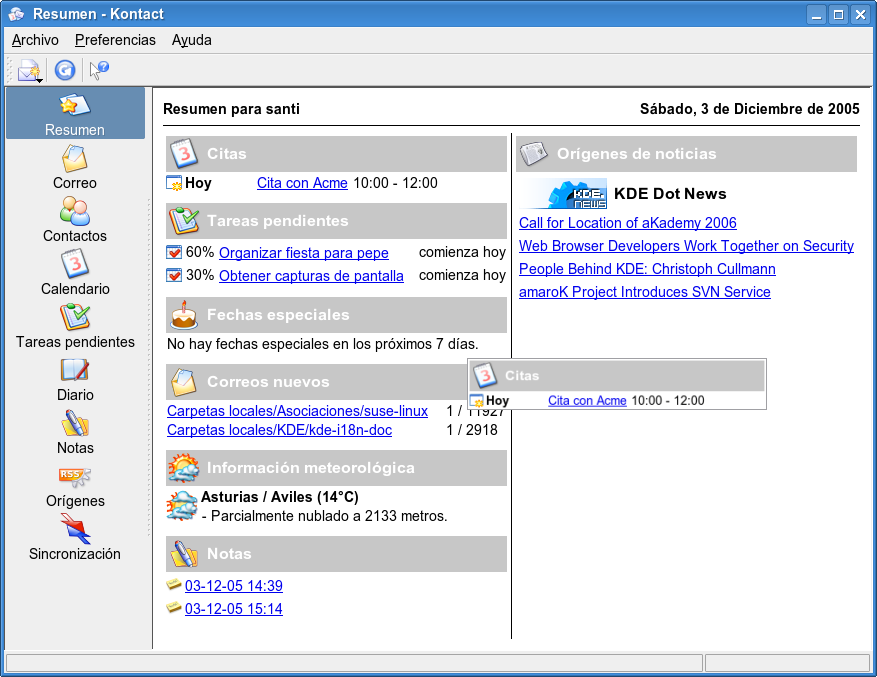 Resumen - Kontact
Archivo Preferencias Ayuda
Resumen
Correo
Contactos
Calendario
Tareas pendientes
Diario
Notas
Orígenes
Sincronización
Resumen para santi Sábado, 3 de Diciembre de 2005
Citas
Hoy Cita con Acme 10:00 - 12:00
Tareas pendientes
60% Organizar fiesta para pepe comienza hoy
30% Obtener capturas de pantalla comienza hoy
Fechas especiales
No hay fechas especiales en los próximos 7 días.
Correos nuevos
Carpetas locales/Asociaciones/suse-linux 1 / 11927
Carpetas locales/KDE/kde-i18n-doc 1 / 2918
Información meteorológica
Asturias / Aviles (14°C)
- Parcialmente nublado a 2133 metros.
Notas
03-12-05 14:39
03-12-05 15:14
Orígenes de noticias
KDE. NEWS KDE Dot News
Call for Location of aKademy 2006
Web Browser Developers Work Together on Security
People Behind KDE: Christoph Cullmann
amaroK Project Introduces SVN Service
Citas
Hoy Cita con Acme 10:00 - 12:00